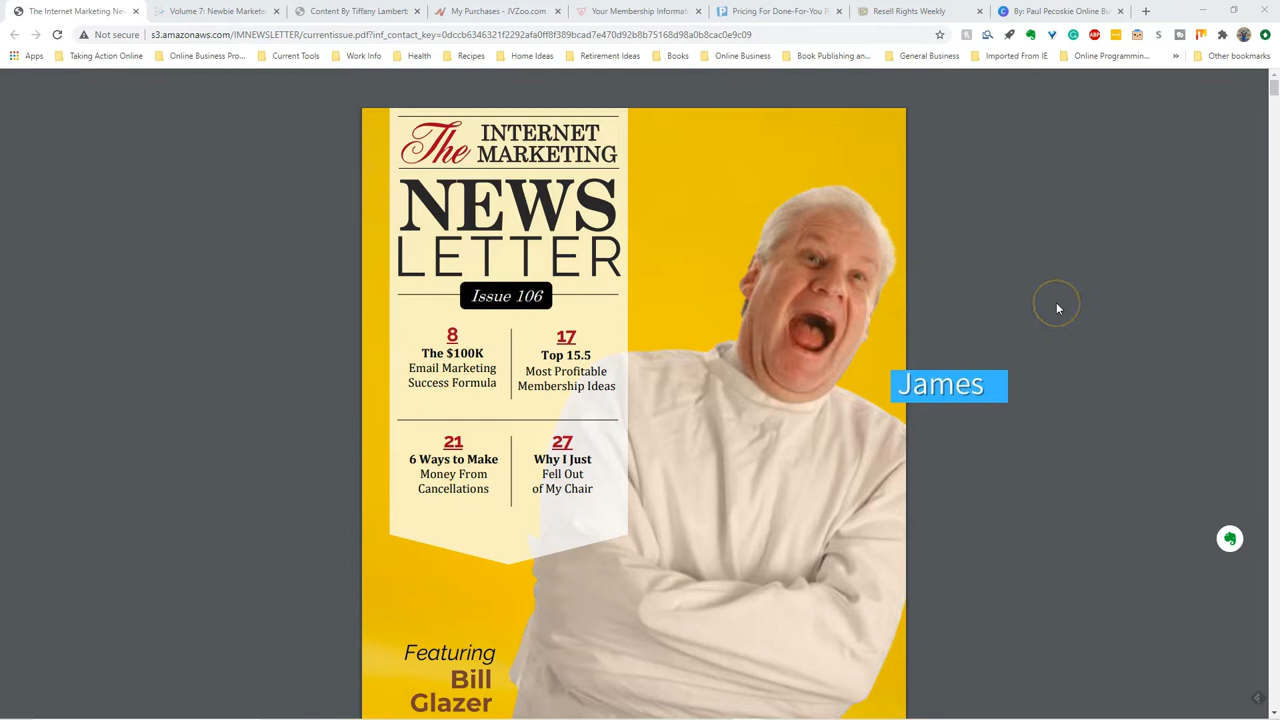 The Internet Marketing Ne
Volume 7: Newbie Markete
Content By Tiffany Lambert
My Purchases - JVZoo.com
Your Membership Informat
Pricing For Done-For-You P
Resell Rights Weekly
By: Paul Pecoskie Online Bu
Not secure
s3.amazonaws.com/IMNEWSLETTER/currentissue.pdf?inf_contact_key=0dccb6346321f2292afa0ff8f389bcad7e470d92b8b75168d98a0b8cac0e9c09
Apps
Taking Action Online
Online Business Pro...
Current Tools
Work Info
Health
Recipes
Home Ideas
Retirement Ideas
Books
Online Business
Book Publishing an...
General Business
Imported From IE
Online Programmin...
»
Other bookmarks
The INTERNET
MARKETING
NEWS
LETTER
Issue 106
8
The $100K
Email Marketing
Success Formula
17
Top 15.5
Most Profitable
Membership Ideas
21
6 Ways to Make
Money From
Cancellations
27
Why I Just
Fell Out
of My Chair
James
Featuring
Bill
Glazer